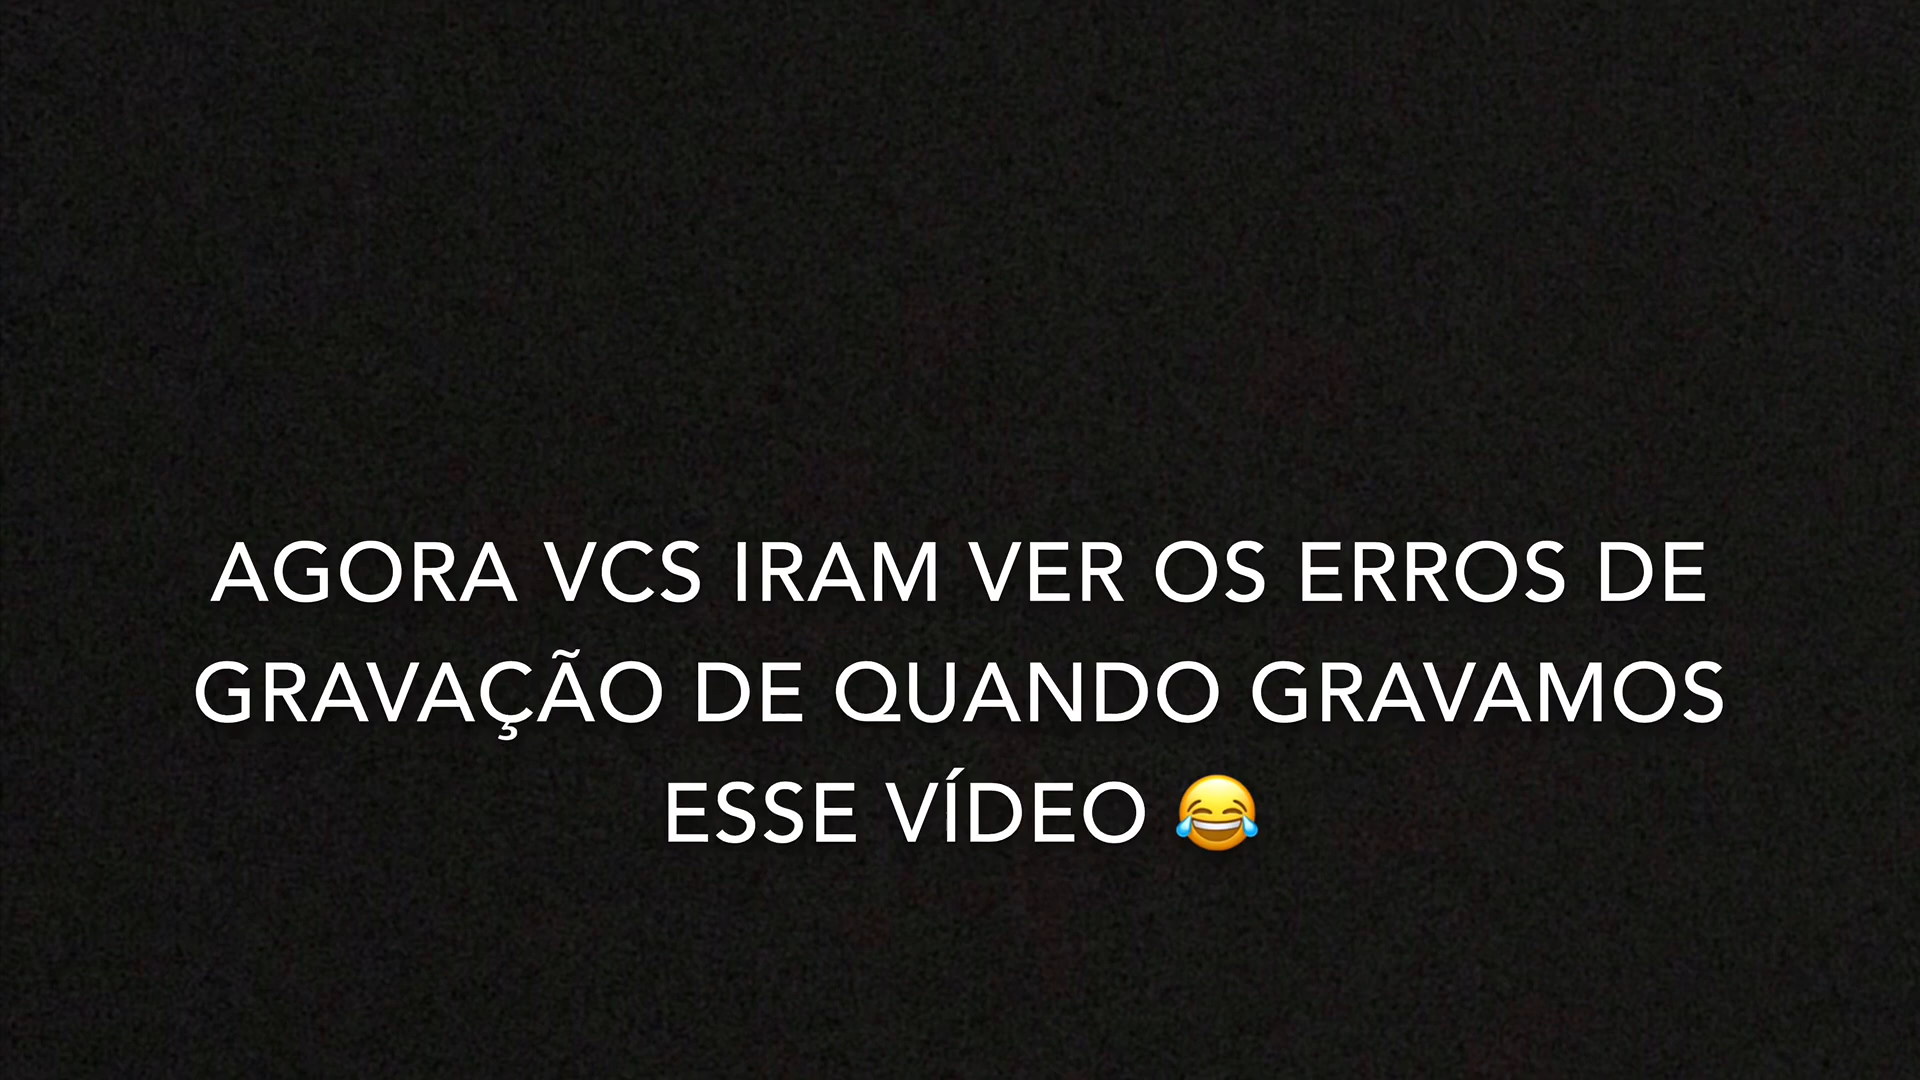 AGORA VCS IRAM VER OS ERROS DE
GRAVAÇÃO DE QUANDO GRAVAMOS
ESSE VÍDEO 😂